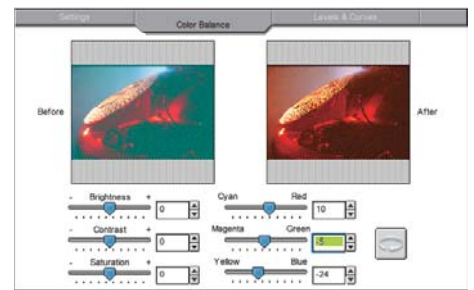 Settings
Color Balance
Levels & Curves
Before
After
- Brightness +
0
Cyan Red
10
- Contrast +
0
Magenta Green
-5
- Saturation +
0
Yellow Blue
-24